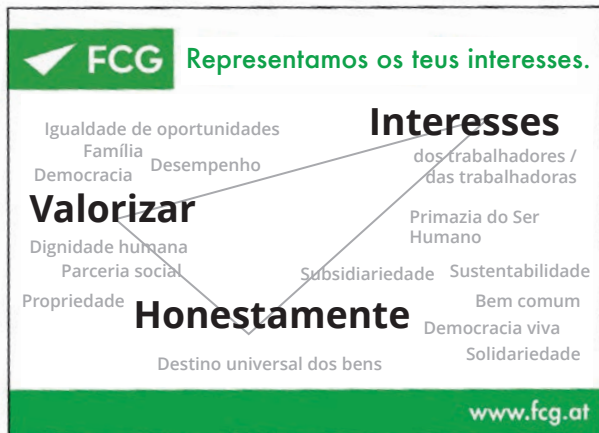 FCG
Representamos os teus interesses.
Interesses
Igualdade de oportunidades
Família
Democracia
Desempenho
dos trabalhadores /
das trabalhadoras
Valorizar
Primazia do Ser
Humano
Dignidade humana
Parceria social
Propriedade
Subsidiariedade
Sustentabilidade
Honestamente
Bem comum
Democracia viva
Solidariedade
Destino universal dos bens
www.fcg.at